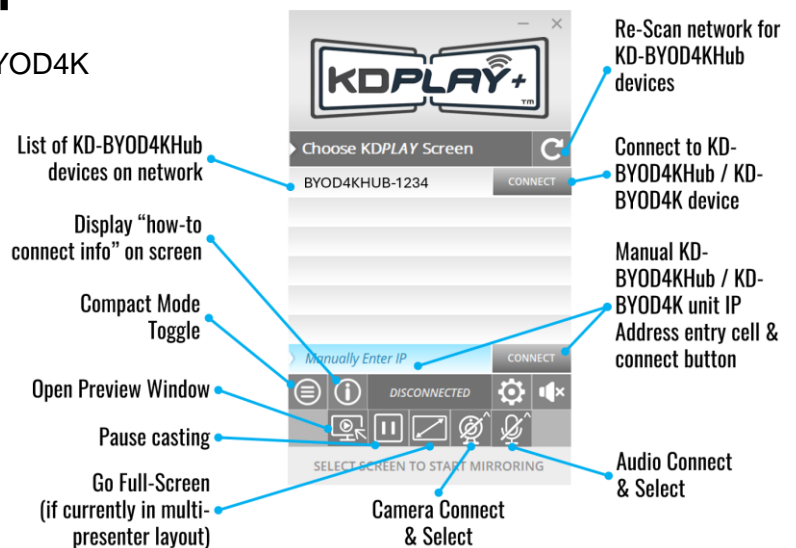 YOD4K
List of KD-BYOD4KHub
devices on network
Display “how-to
connect info” on screen
Compact Mode
Toggle
Open Preview Window
Pause casting
Go Full-Screen
(if currently in multi-
presenter layout)
KDPLAY+
TM
Choose KDPLAY Screen
BYOD4KHUB-1234
CONNECT
Manually Enter IP
CONNECT
DISCONNECTED
SELECT SCREEN TO START MIRRORING
Camera Connect
& Select
Re-Scan network for
KD-BYOD4KHub
devices
Connect to KD-
BYOD4KHub / KD-
BYOD4K device
Manual KD-
BYOD4KHub / KD-
BYOD4K unit IP
Address entry cell &
connect button
Audio Connect
& Select